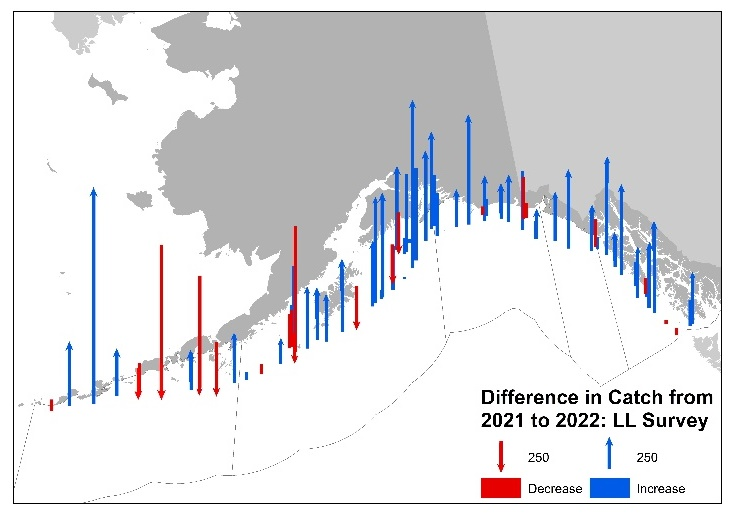 Difference in Catch from
2021 to 2022: LL Survey
250 250
Decrease Increase